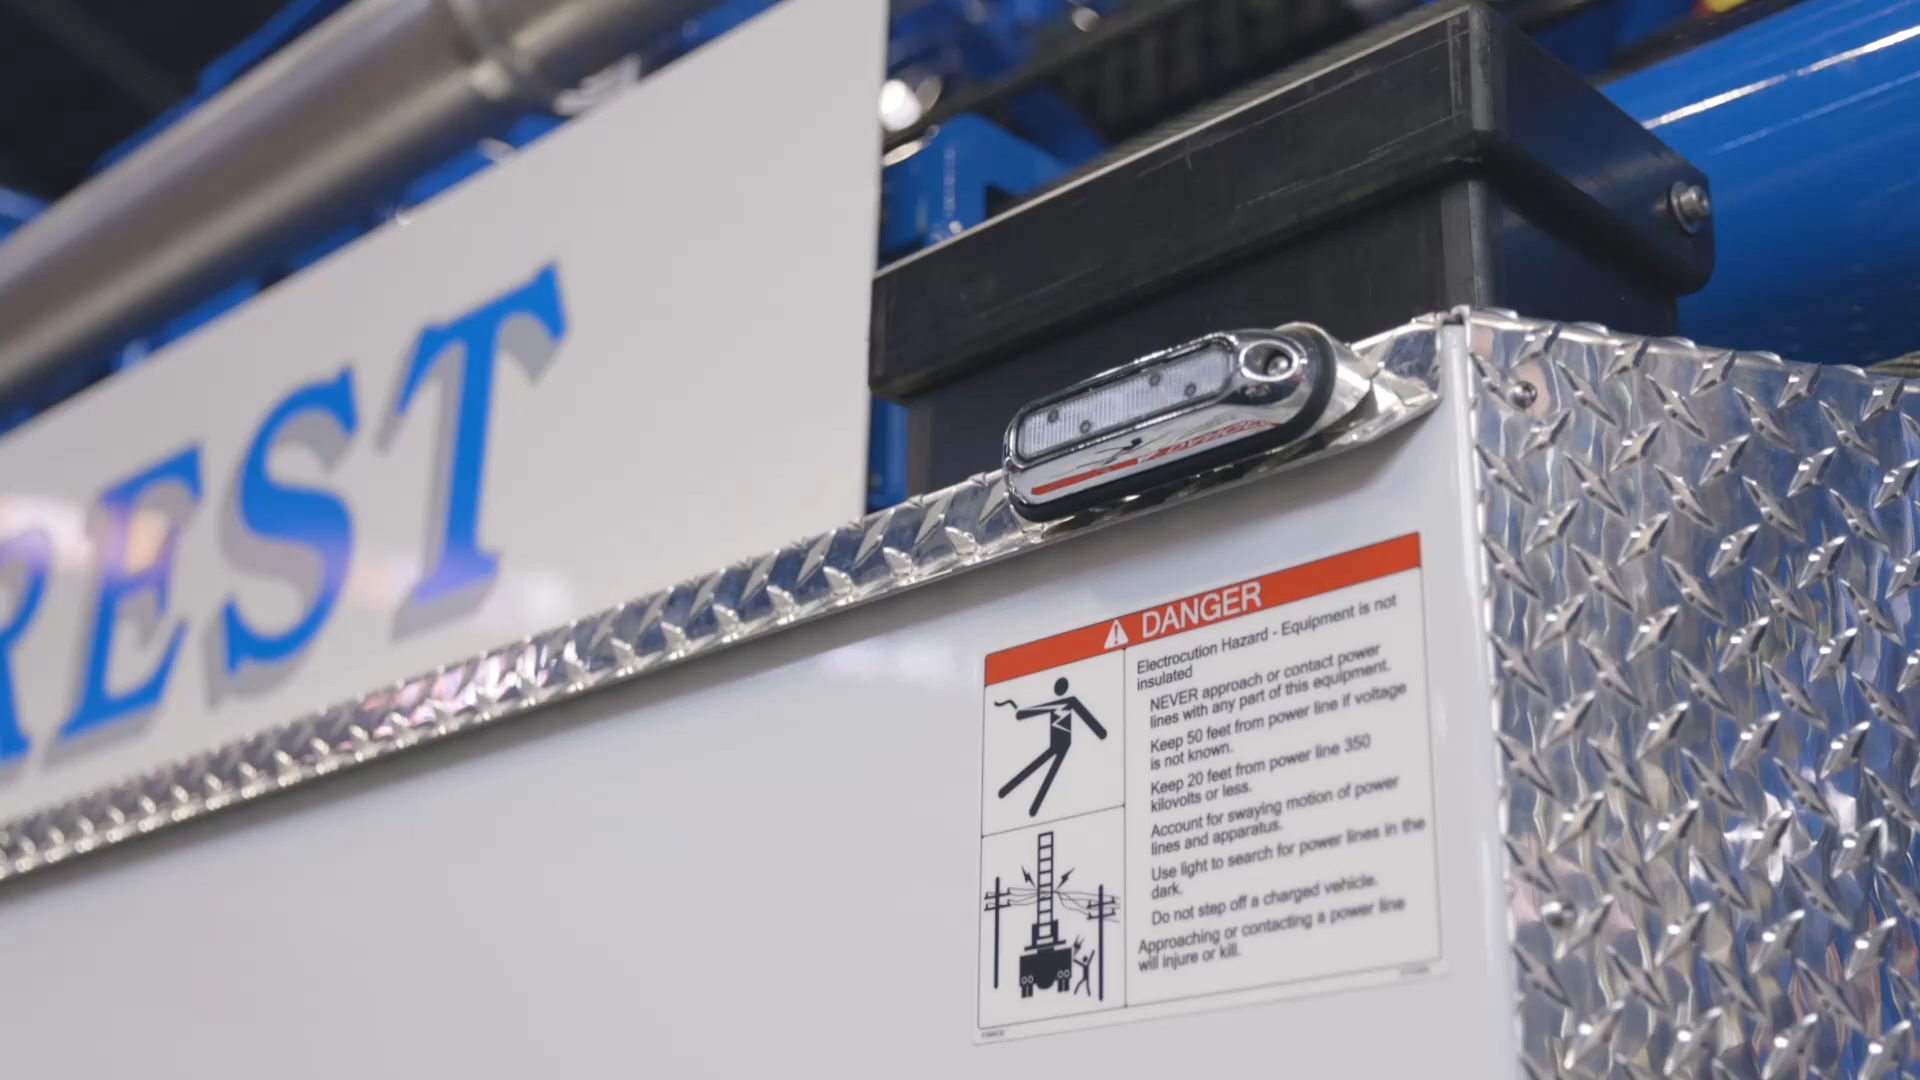 REST
DANGER
Electrocution Hazard - Equipment is not
insulated
NEVER approach or contact power
lines with any part of this equipment.
Keep 50 feet from power line if voltage
is not known.
Keep 20 feet from power line 350
kilovolts or less.
Account for swaying motion of power
lines and apparatus.
Use light to search for power lines in the
dark.
Do not step off a charged vehicle.
Approaching or contacting a power line
will injure or kill.